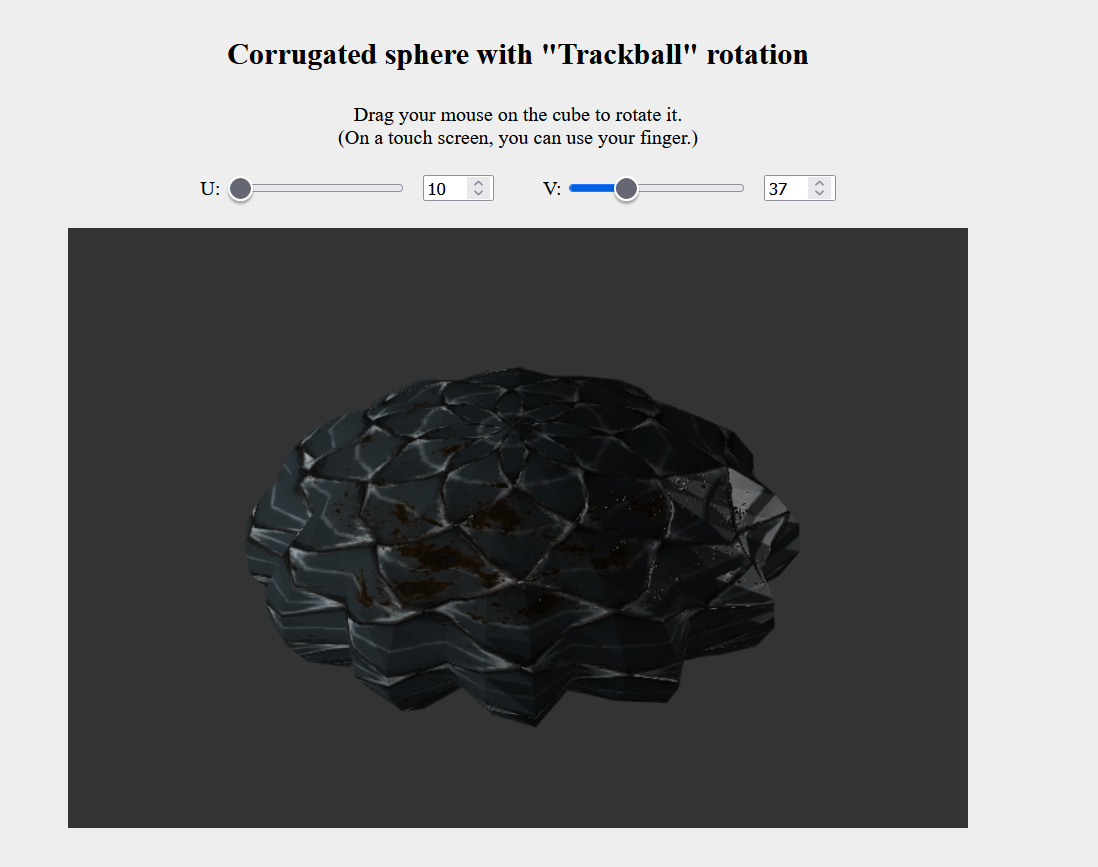 Corrugated sphere with "Trackball" rotation
Drag your mouse on the cube to rotate it.
(On a touch screen, you can use your finger.)
U: 10 V: 37